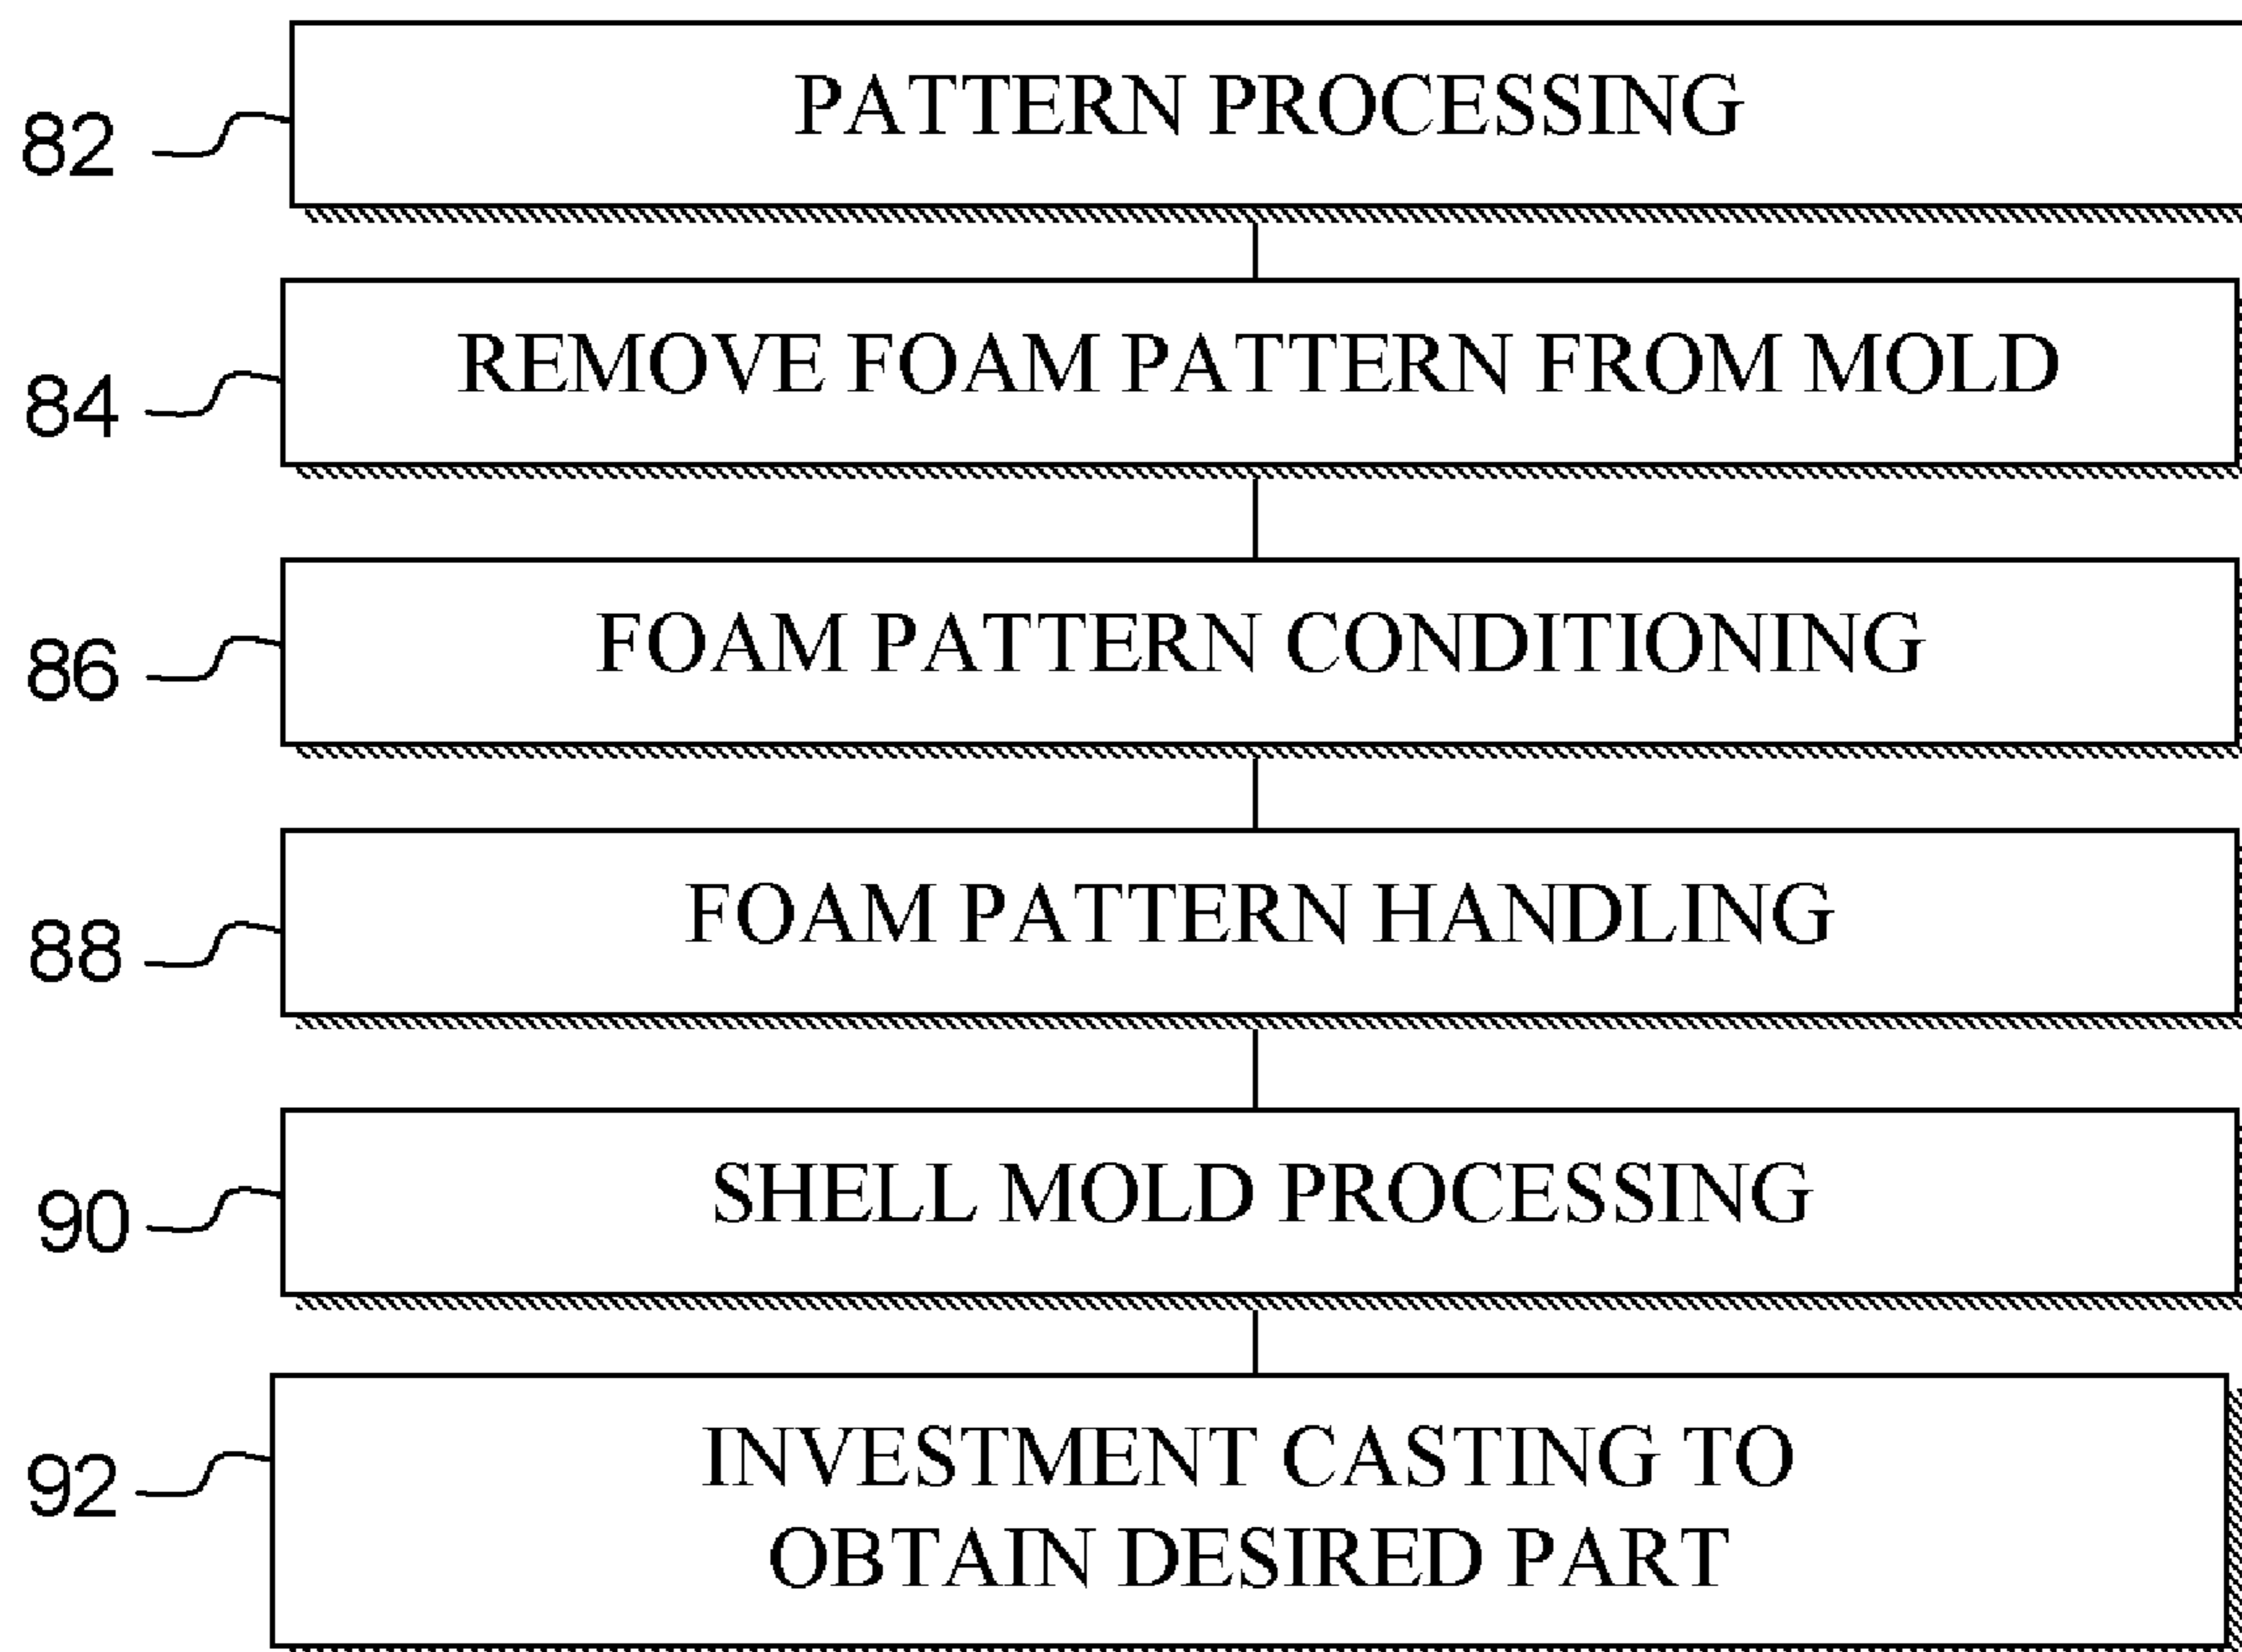 82 PATTERN PROCESSING
84 REMOVE FOAM PATTERN FROM MOLD
86 FOAM PATTERN CONDITIONING
88 FOAM PATTERN HANDLING
90 SHELL MOLD PROCESSING
92 INVESTMENT CASTING TO
OBTAIN DESIRED PART